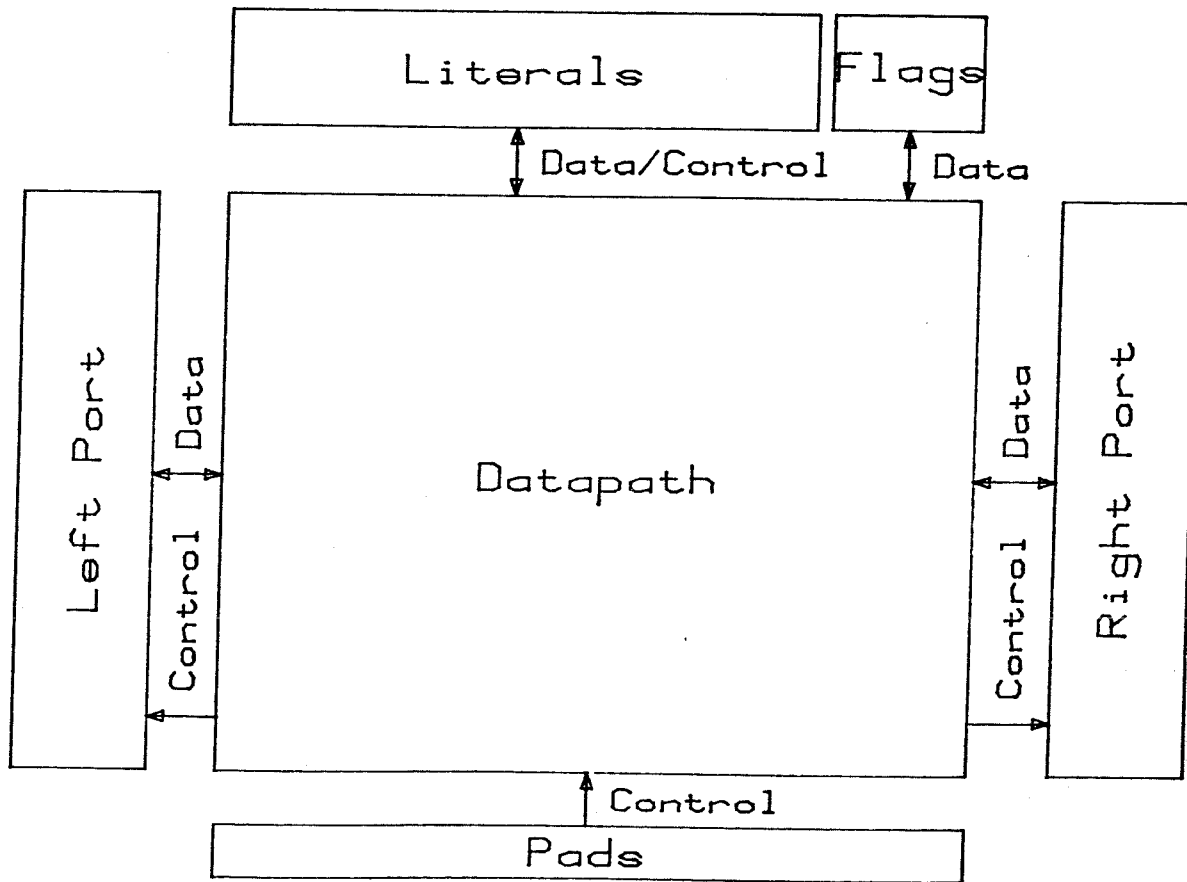 Literals
Flags
Data/Control
Data
Left Port
Data
Control
Datapath
Data
Control
Right Port
Control
Pads